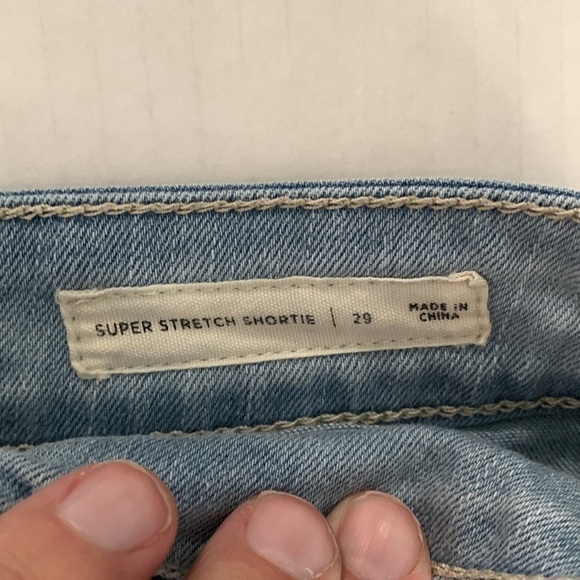 SUPER STRETCH SHORTIE | 29
MADE IN
CHINA